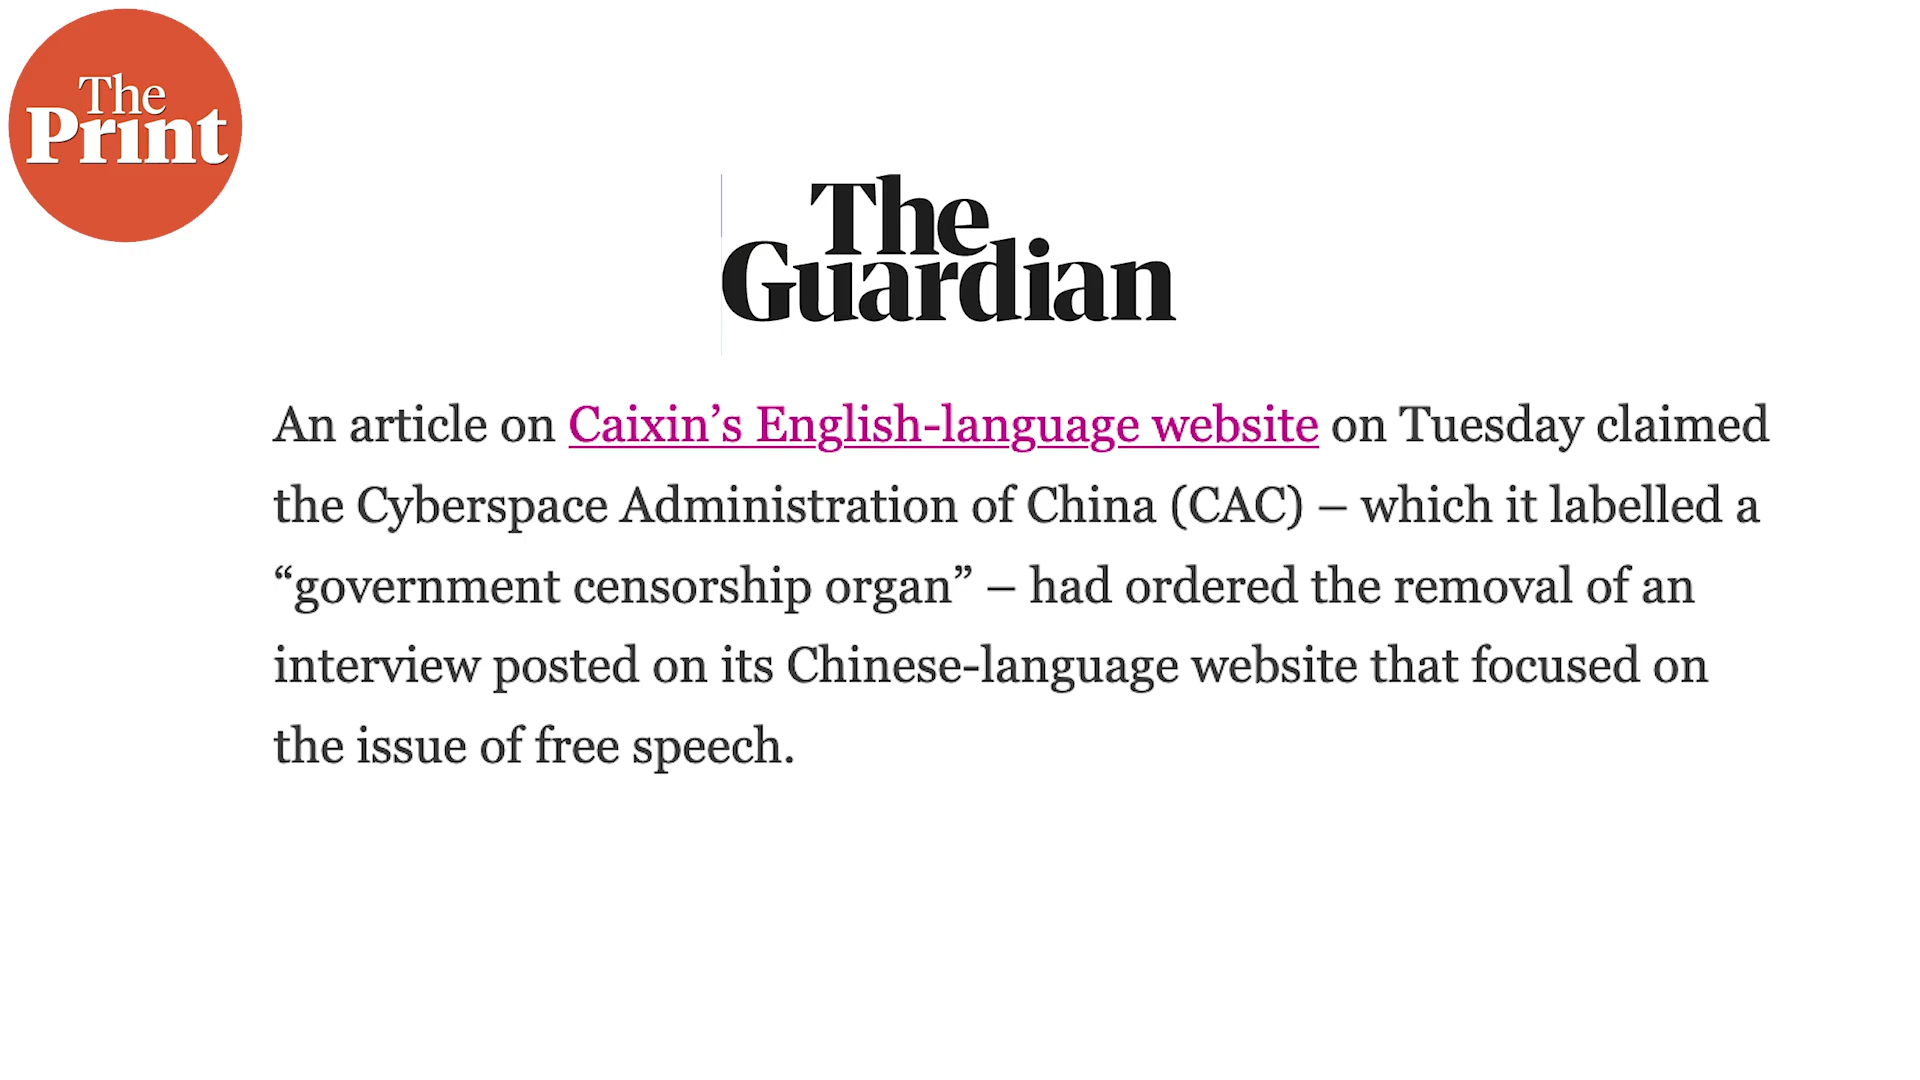 The
Print
The
Guardian
An article on Caixin’s English-language website on Tuesday claimed
the Cyberspace Administration of China (CAC) – which it labelled a
“government censorship organ” – had ordered the removal of an
interview posted on its Chinese-language website that focused on
the issue of free speech.